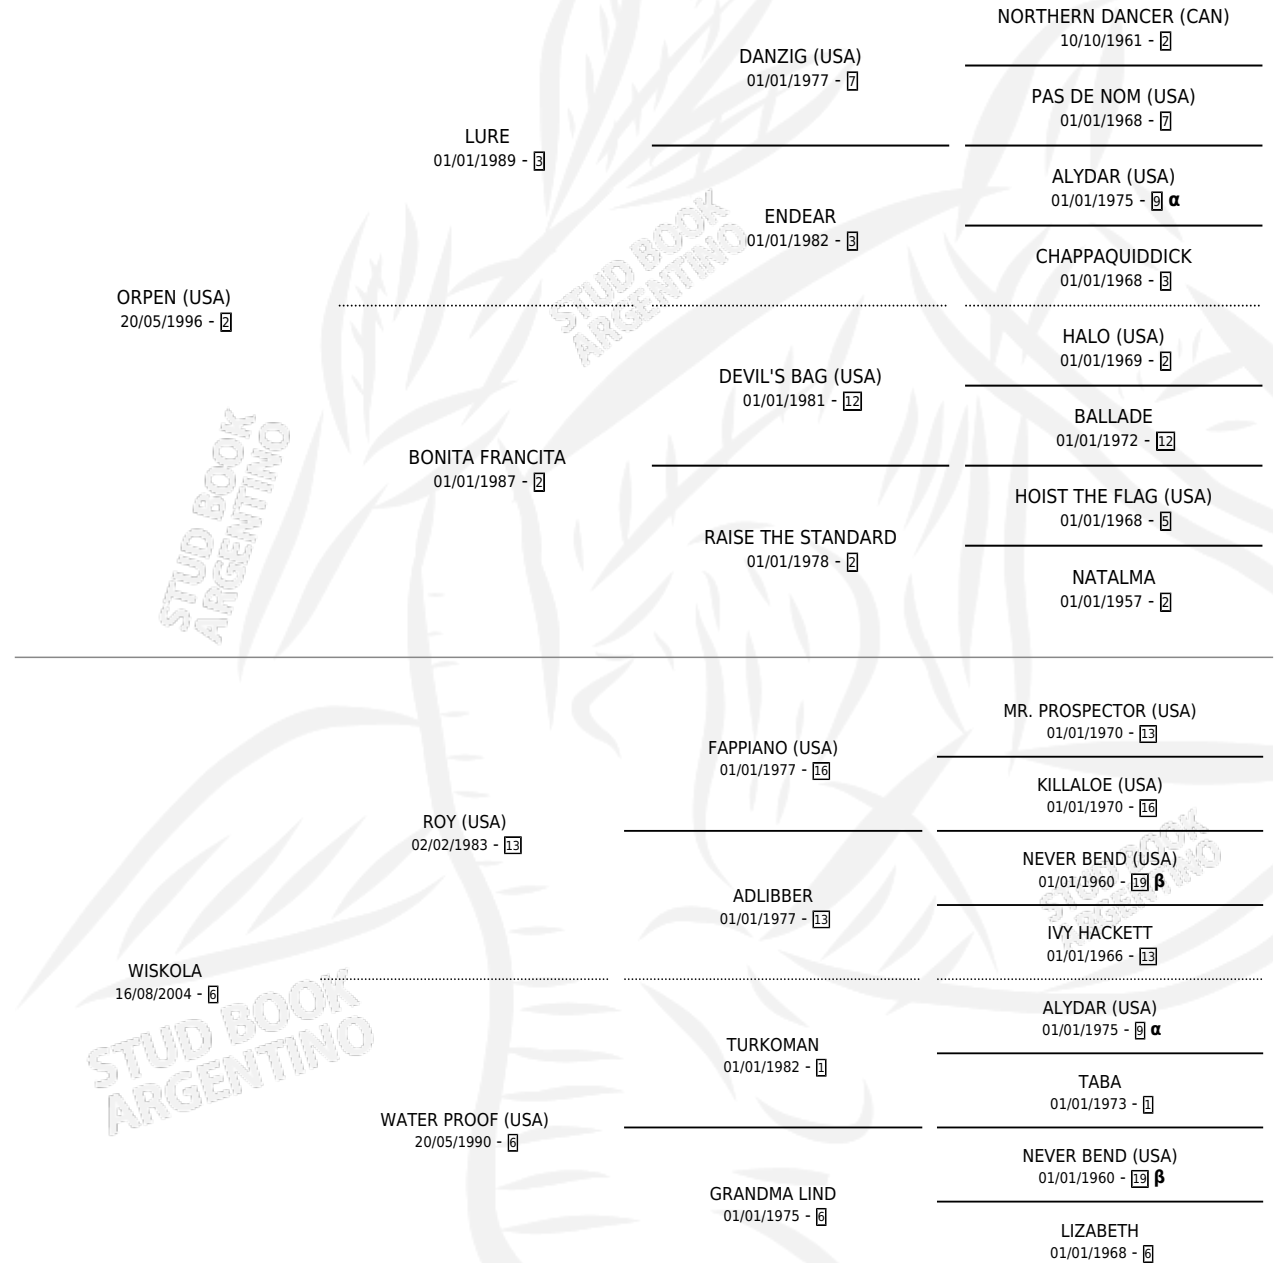 NORTHERN DANCER (CAN)
10/10/1961 - 2
DANZIG (USA)
01/01/1977 - 7
PAS DE NOM (USA)
01/01/1968 - 7
LURE
01/01/1989 - 3
ALYDAR (USA)
01/01/1975 - 9 α
ENDEAR
01/01/1982 - 3
CHAPPAQUIDDICK
01/01/1968 - 3
STUD BOOK
ARGENTINO
ORPEN (USA)
20/05/1996 - 2
HALO (USA)
01/01/1969 - 2
DEVIL'S BAG (USA)
01/01/1981 - 12
BALLADE
01/01/1972 - 12
BONITA FRANCITA
01/01/1987 - 2
HOIST THE FLAG (USA)
01/01/1968 - 5
RAISE THE STANDARD
01/01/1978 - 2
NATALMA
01/01/1957 - 2
STUD BOOK
ARGENTINO
MR. PROSPECTOR (USA)
01/01/1970 - 13
FAPPIANO (USA)
01/01/1977 - 16
KILLALOE (USA)
01/01/1970 - 16
ROY (USA)
02/02/1983 - 13
NEVER BEND (USA)
01/01/1960 - 19 β
ADLIBBER
01/01/1977 - 13
IVY HACKETT
01/01/1966 - 13
STUD BOOK
ARGENTINO
WISKOLA
16/08/2004 - 6
STUD BOOK
ARGENTINO
ALYDAR (USA)
01/01/1975 - 9 α
TURKOMAN
01/01/1982 - 1
TABA
01/01/1973 - 1
WATER PROOF (USA)
20/05/1990 - 6
NEVER BEND (USA)
01/01/1960 - 19 β
GRANDMA LIND
01/01/1975 - 6
LIZABETH
01/01/1968 - 6